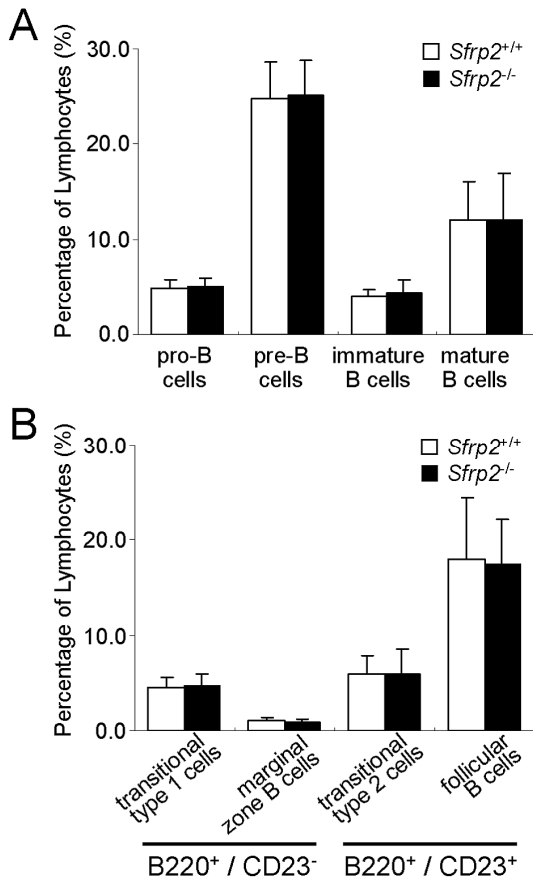 A
Percentage of Lymphocytes (%)
30.0
20.0
10.0
0.0
Sfrp2+/+
Sfrp2-/-
pro-B
cells
pre-B
cells
immature
B cells
mature
B cells
B
Percentage of Lymphocytes (%)
30.0
20.0
10.0
0.0
Sfrp2+/+
Sfrp2-/-
transitional
type 1 cells
marginal
zone B cells
transitional
type 2 cells
follicular
B cells
B220+ / CD23-
B220+ / CD23+